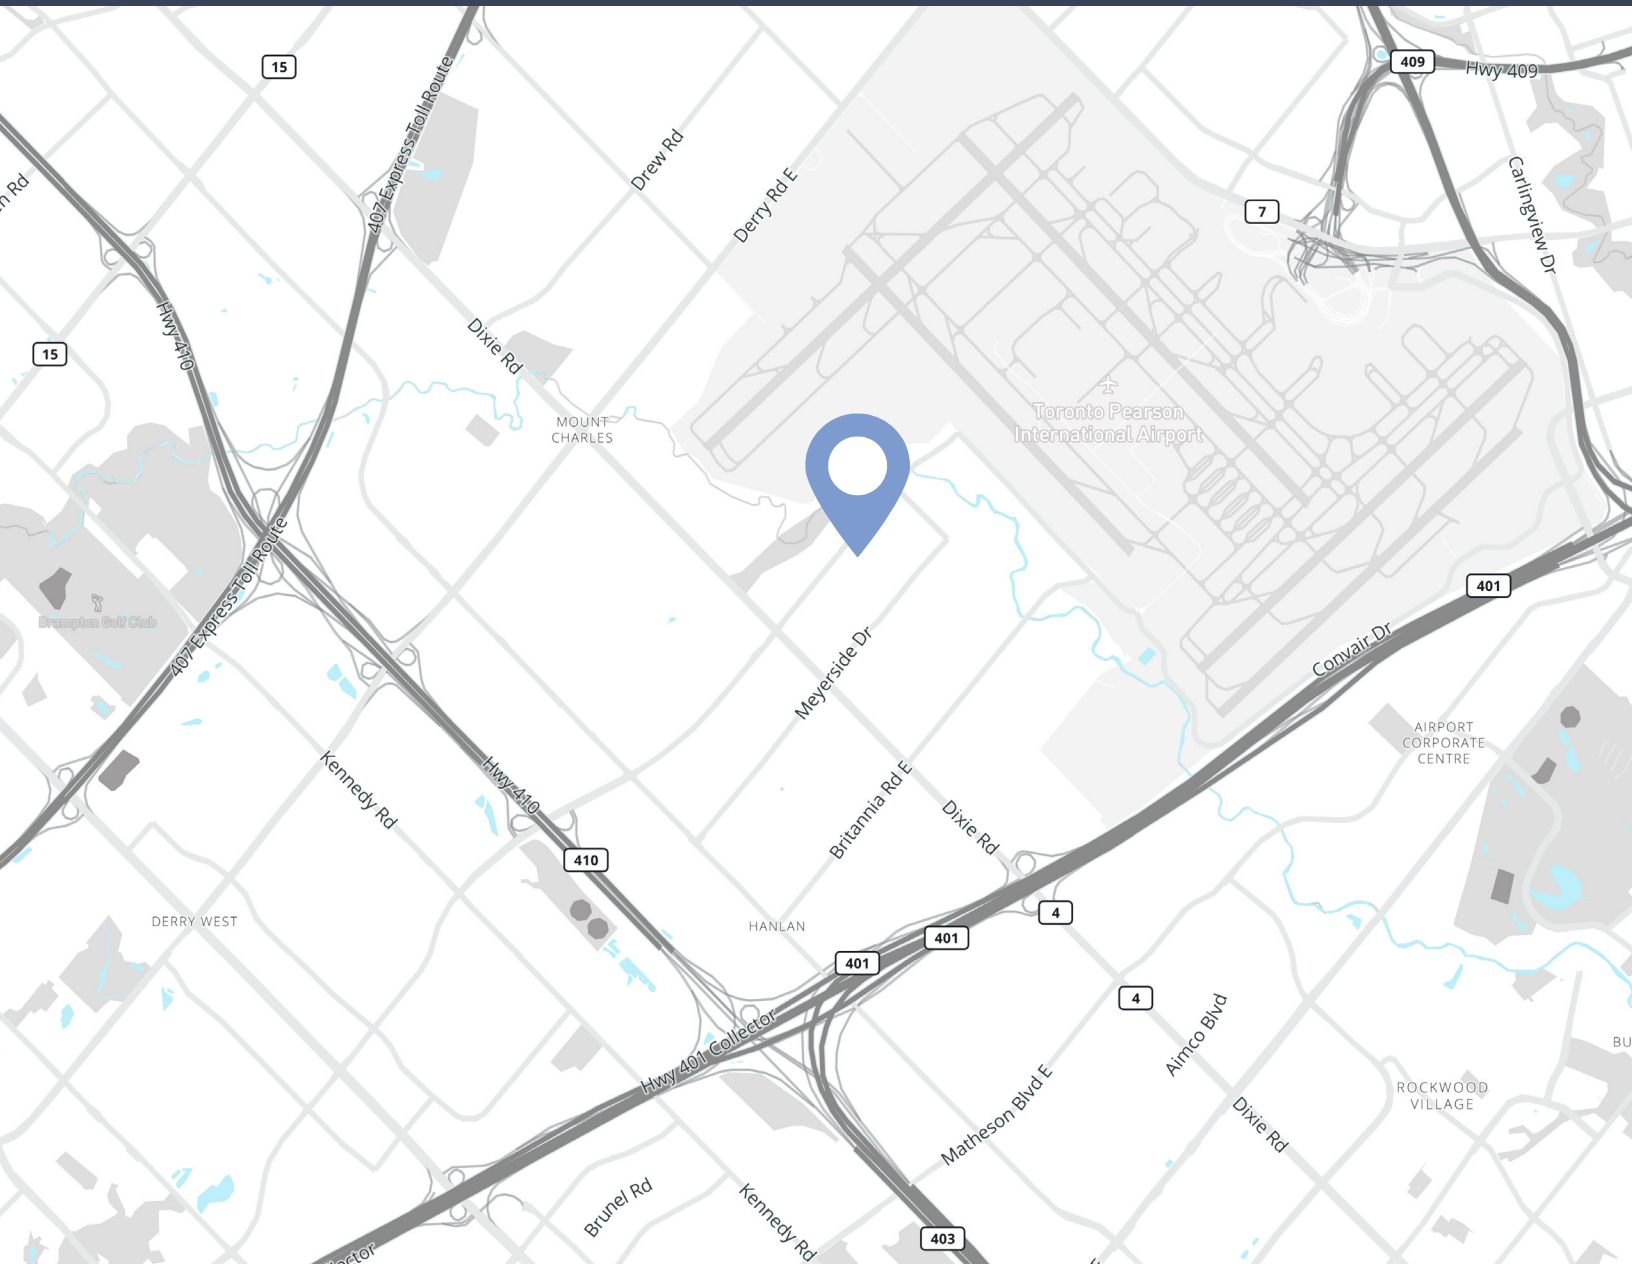 15
409
Hwy 409
407 Express Toll Route
Drew Rd
Derry Rd E
Carlingview Dr
7
Hwy 410
15
Dixie Rd
MOUNT
CHARLES
Toronto Pearson
International Airport
407 Express Toll Route
Brampton Golf Club
401
Convair Dr
Meyerside Dr
AIRPORT
CORPORATE
CENTRE
Kennedy Rd
Hwy 410
Britannia Rd E
Dixie Rd
410
DERRY WEST
HANLAN
4
401
401
4
Hwy 401 Collector
Aimco Blvd
Matheson Blvd E
ROCKWOOD
VILLAGE
Dixie Rd
Brunel Rd
Kennedy Rd
403